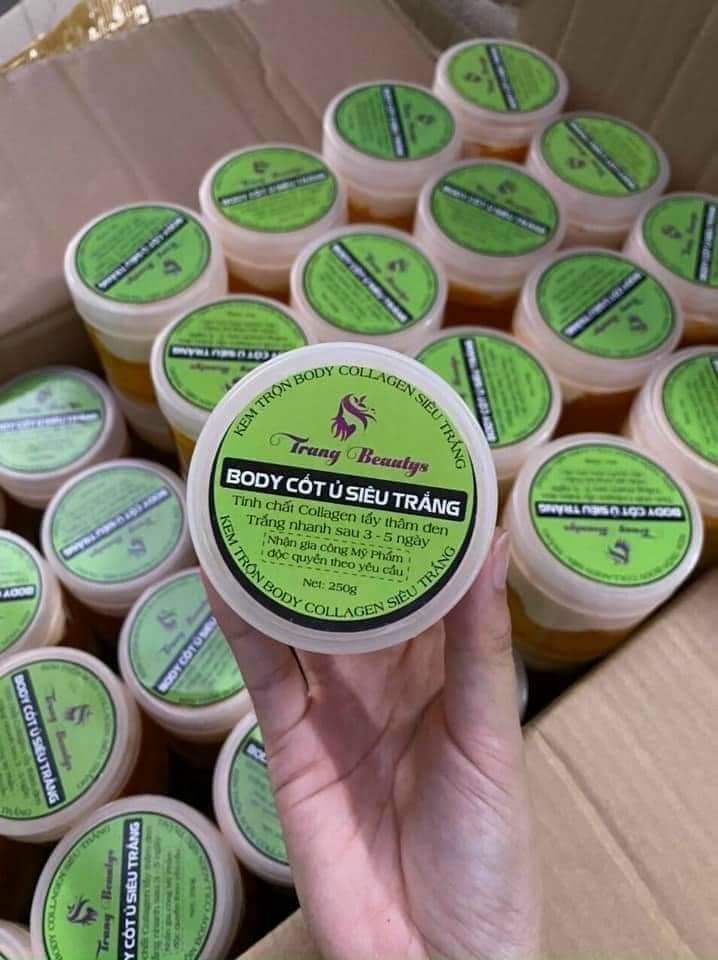 KEM TRỘN BODY COLLAGEN SIÊU TRẮNG
Trang Beautys
BODY CỐT Ủ SIÊU TRẮNG
Tinh chất Collagen tẩy thâm đen
Trắng nhanh sau 3 - 5 ngày
Nhận gia công Mỹ Phẩm
độc quyền theo yêu cầu
Net: 250g
KEM TRỘN BODY COLLAGEN SIÊU TRẮNG